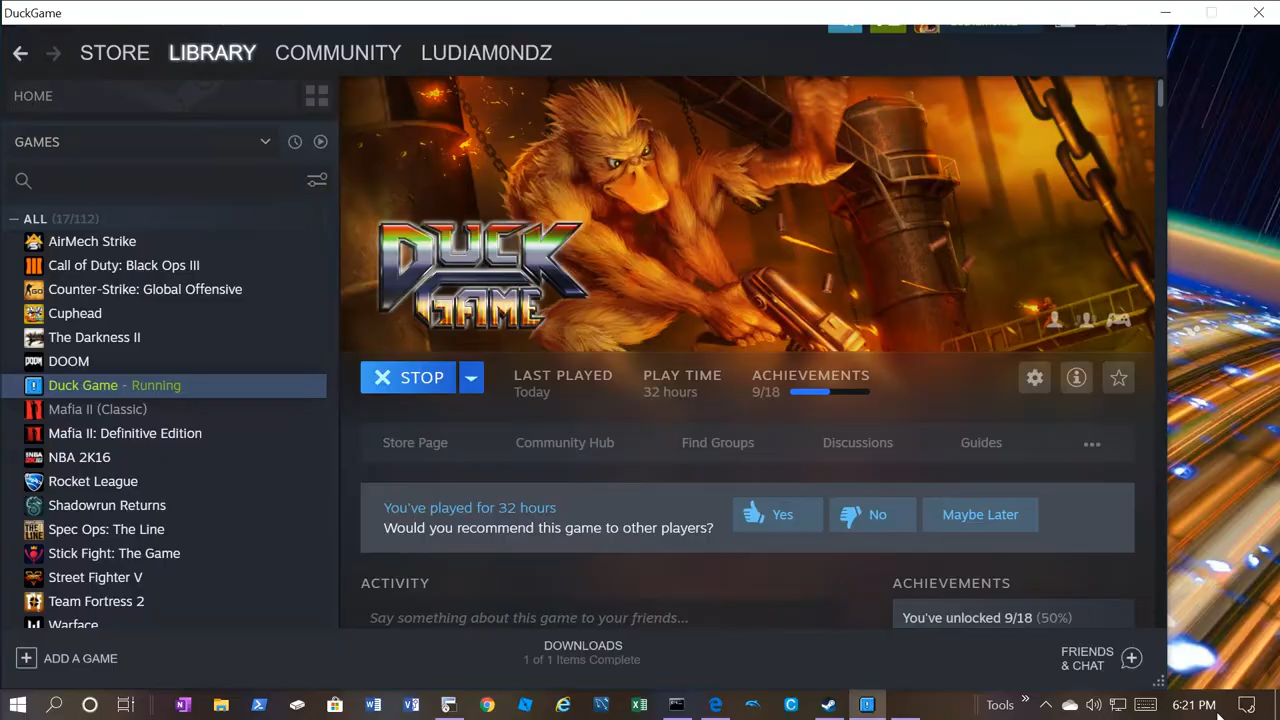 DuckGame
STORE LIBRARY COMMUNITY LUDIAM0NDZ
HOME
GAMES
ALL (17/112)
AirMech Strike
Call of Duty: Black Ops III
Counter-Strike: Global Offensive
Cuphead
The Darkness II
DOOM
Duck Game - Running
Mafia II (Classic)
Mafia II: Definitive Edition
NBA 2K16
Rocket League
Shadowrun Returns
Spec Ops: The Line
Stick Fight: The Game
Street Fighter V
Team Fortress 2
Warface
ADD A GAME
DUCK
GAME
STOP
LAST PLAYED
Today
PLAY TIME
32 hours
ACHIEVEMENTS
9/18
Store Page Community Hub Find Groups Discussions Guides
You've played for 32 hours
Would you recommend this game to other players?
Yes No Maybe Later
ACTIVITY
Say something about this game to your friends...
ACHIEVEMENTS
You've unlocked 9/18 (50%)
DOWNLOADS
1 of 1 Items Complete
FRIENDS
& CHAT
Tools
6:21 PM